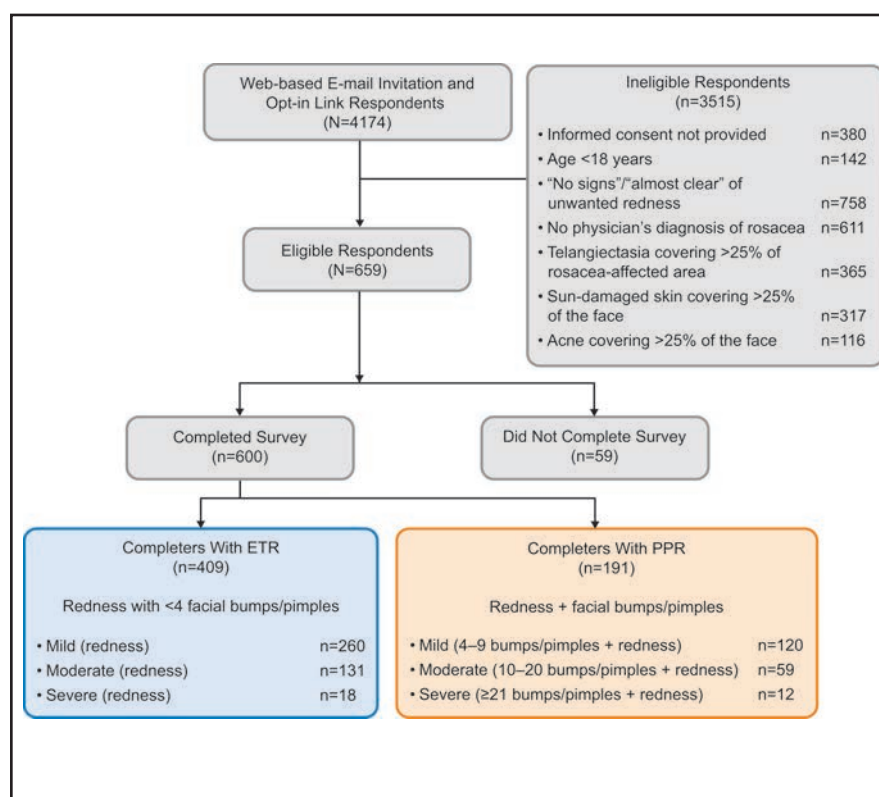 Web-based E-mail Invitation and
Opt-in Link Respondents
(N=4174)
Ineligible Respondents
(n=3515)
• Informed consent not provided n=380
• Age <18 years n=142
• “No signs”/“almost clear” of
unwanted redness n=758
• No physician’s diagnosis of rosacea n=611
• Telangiectasia covering >25% of
rosacea-affected area n=365
• Sun-damaged skin covering >25%
of the face n=317
• Acne covering >25% of the face n=116
Eligible Respondents
(N=659)
Completed Survey
(n=600)
Did Not Complete Survey
(n=59)
Completers With ETR
(n=409)
Redness with <4 facial bumps/pimples
• Mild (redness) n=260
• Moderate (redness) n=131
• Severe (redness) n=18
Completers With PPR
(n=191)
Redness + facial bumps/pimples
• Mild (4–9 bumps/pimples + redness) n=120
• Moderate (10–20 bumps/pimples + redness) n=59
• Severe (≥21 bumps/pimples + redness) n=12